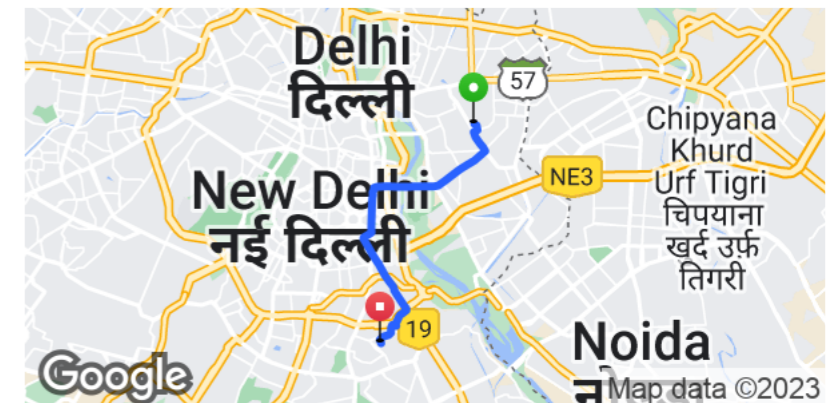 Delhi
दिल्ली
57
Chipyana
Khurd
Urf Tigri
चिपयाना
खुर्द उर्फ़
तिगरी
NE3
New Delhi
नई दिल्ली
19
Noida
Google
Map data ©2023